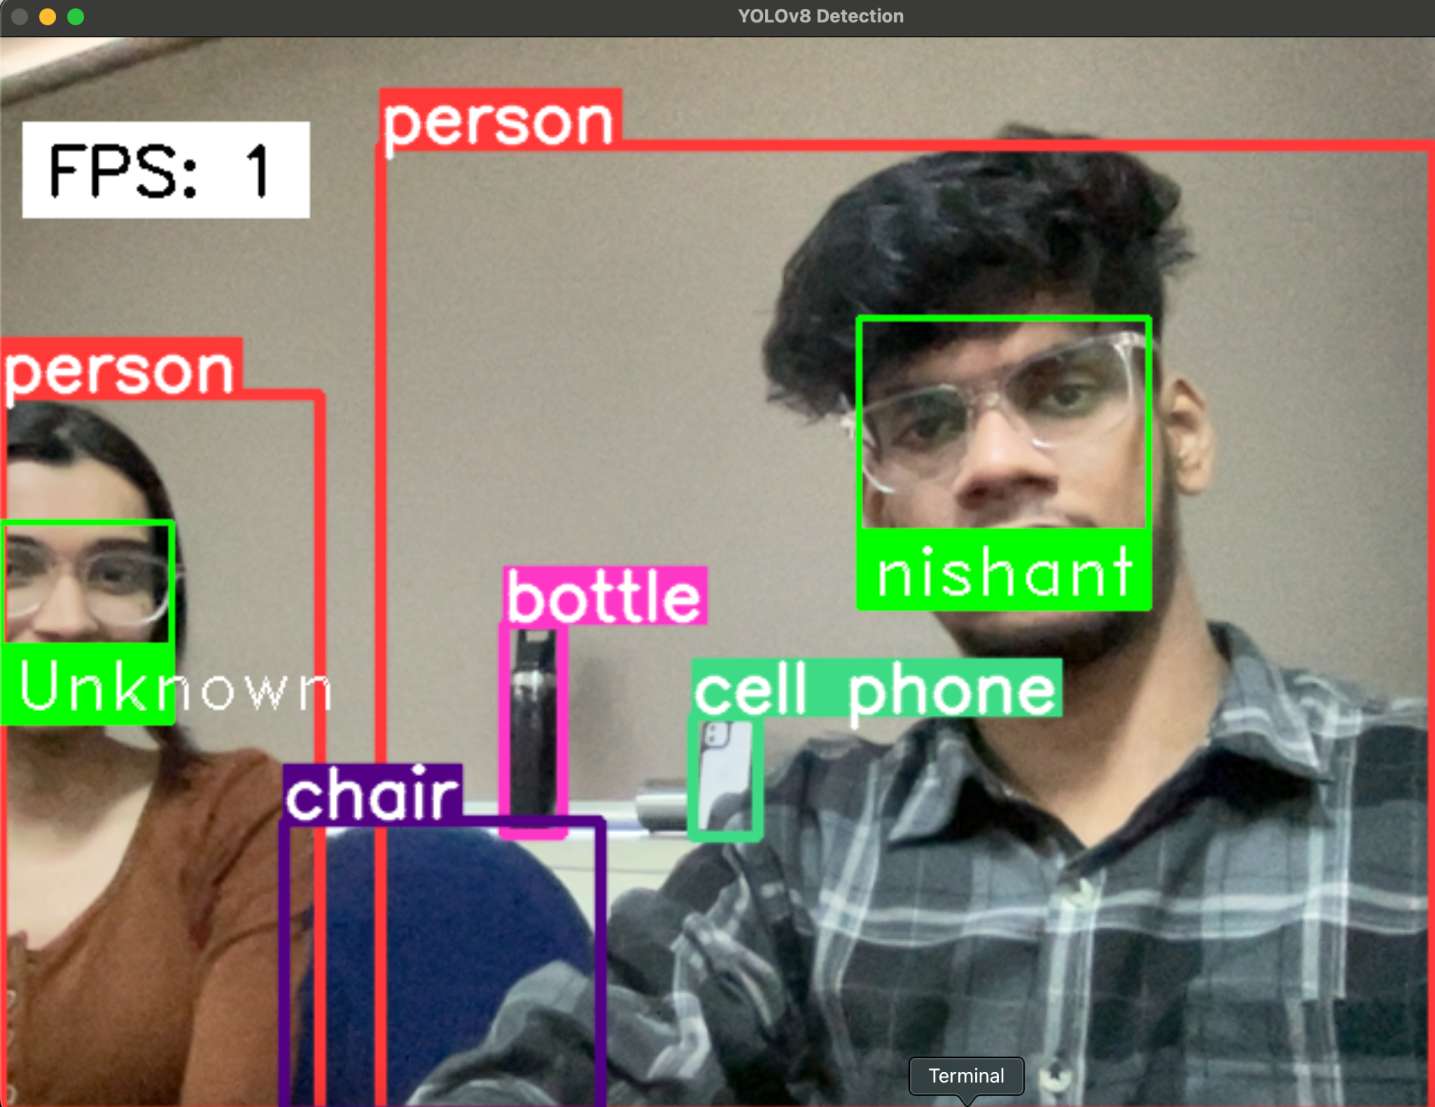 YOLOv8 Detection
person
FPS: 1
person
nishant
bottle
Unknown
cell phone
chair
Terminal